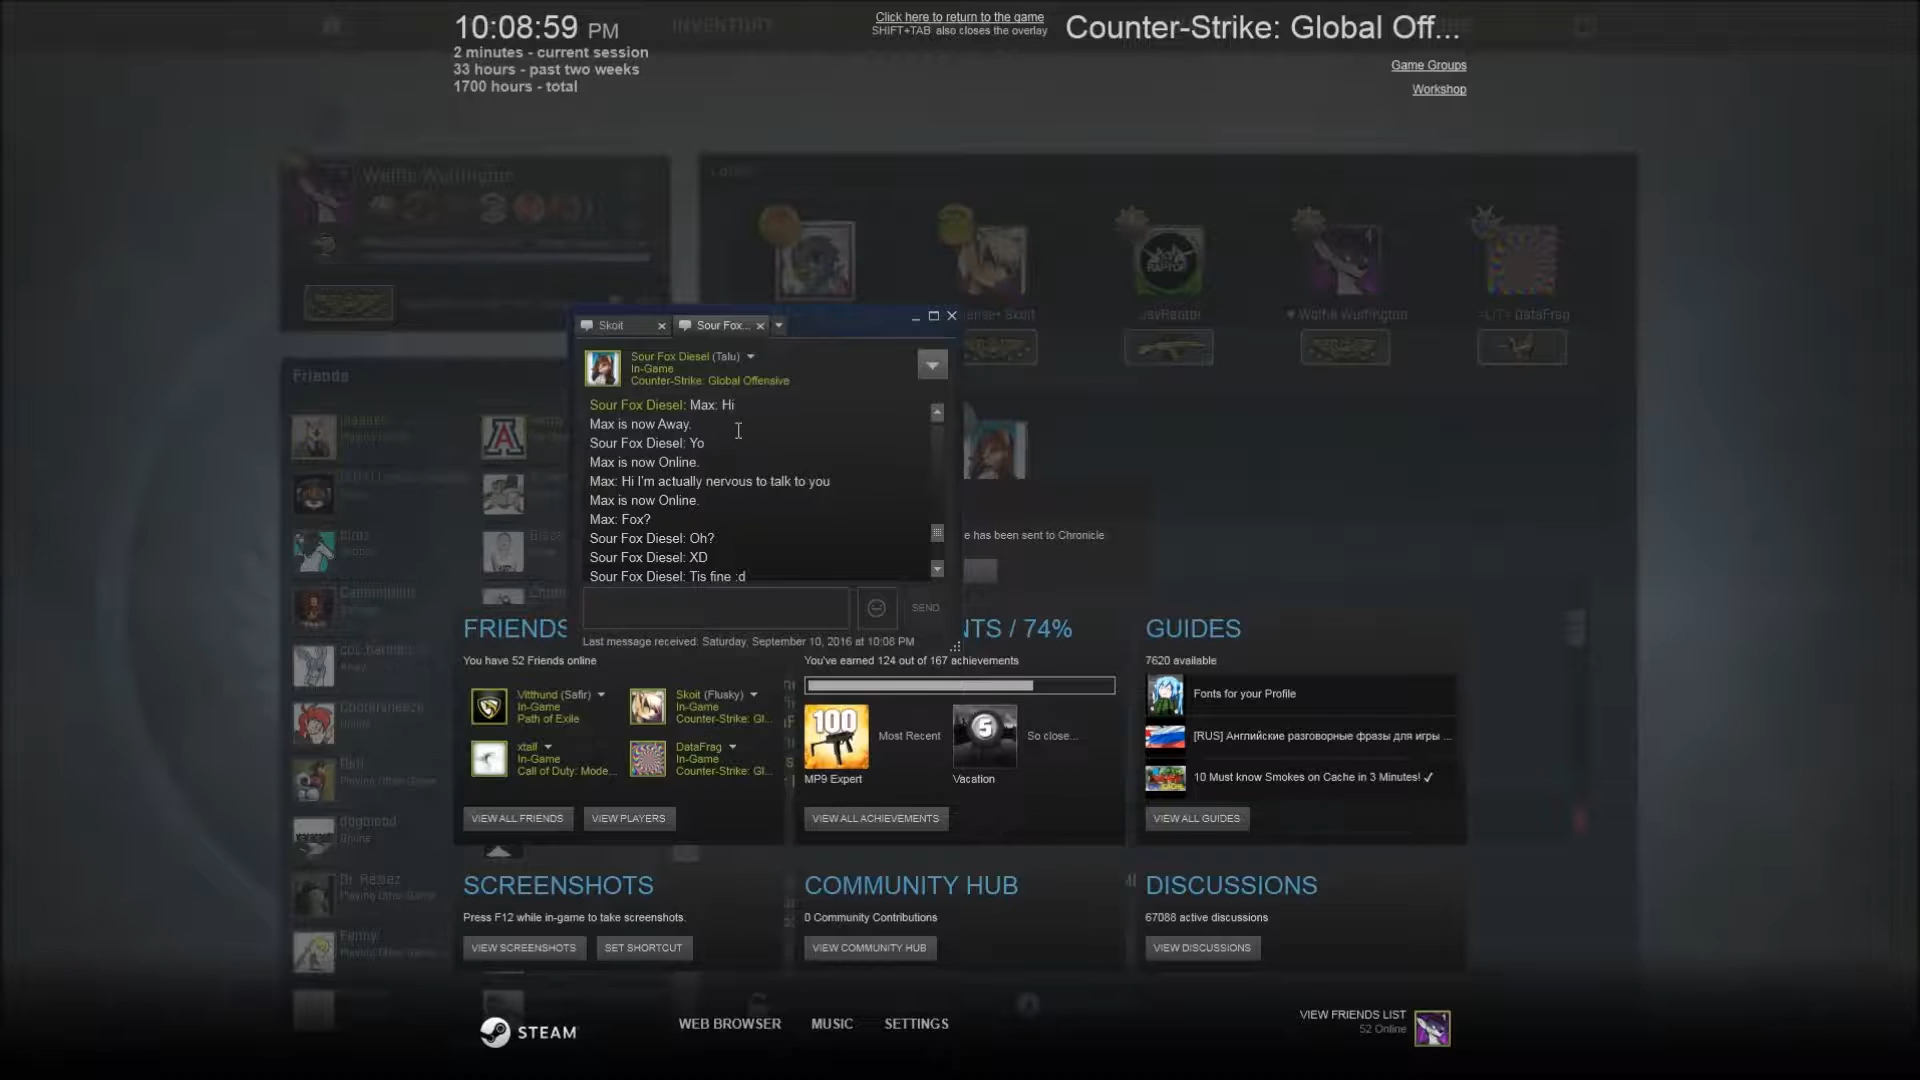 10:08:59 PM
2 minutes - current session
33 hours - past two weeks
1700 hours - total
Click here to return to the game
SHIFT+TAB also closes the overlay
Counter-Strike: Global Off...
Game Groups
Workshop
INVENTORY
Skoit
Sour Fox...
Sour Fox Diesel (Talu)
In-Game
Counter-Strike: Global Offensive
Sour Fox Diesel: Max: Hi
Max is now Away.
Sour Fox Diesel: Yo
Max is now Online.
Max: Hi I'm actually nervous to talk to you
Max is now Online.
Max: Fox?
Sour Fox Diesel: Oh?
Sour Fox Diesel: XD
Sour Fox Diesel: Tis fine :d
SEND
Last message received: Saturday, September 10, 2016 at 10:08 PM
Skoit
=LIT= DataFrag
Friends
e has been sent to Chronicle
FRIENDS
You have 52 Friends online
Vitthund (Safir)
In-Game
Path of Exile
Skoit (Flusky)
In-Game
Counter-Strike: Gl...
xtall
In-Game
Call of Duty: Mode...
DataFrag
In-Game
Counter-Strike: Gl...
VIEW ALL FRIENDS
VIEW PLAYERS
NTS / 74%
You've earned 124 out of 167 achievements
100
Most Recent
MP9 Expert
5
So close...
Vacation
VIEW ALL ACHIEVEMENTS
GUIDES
7620 available
Fonts for your Profile
[RUS] Английские разговорные фразы для игры ...
10 Must know Smokes on Cache in 3 Minutes! ✓
VIEW ALL GUIDES
SCREENSHOTS
Press F12 while in-game to take screenshots.
VIEW SCREENSHOTS
SET SHORTCUT
COMMUNITY HUB
0 Community Contributions
VIEW COMMUNITY HUB
DISCUSSIONS
67088 active discussions
VIEW DISCUSSIONS
STEAM
WEB BROWSER
MUSIC
SETTINGS
VIEW FRIENDS LIST
52 Online